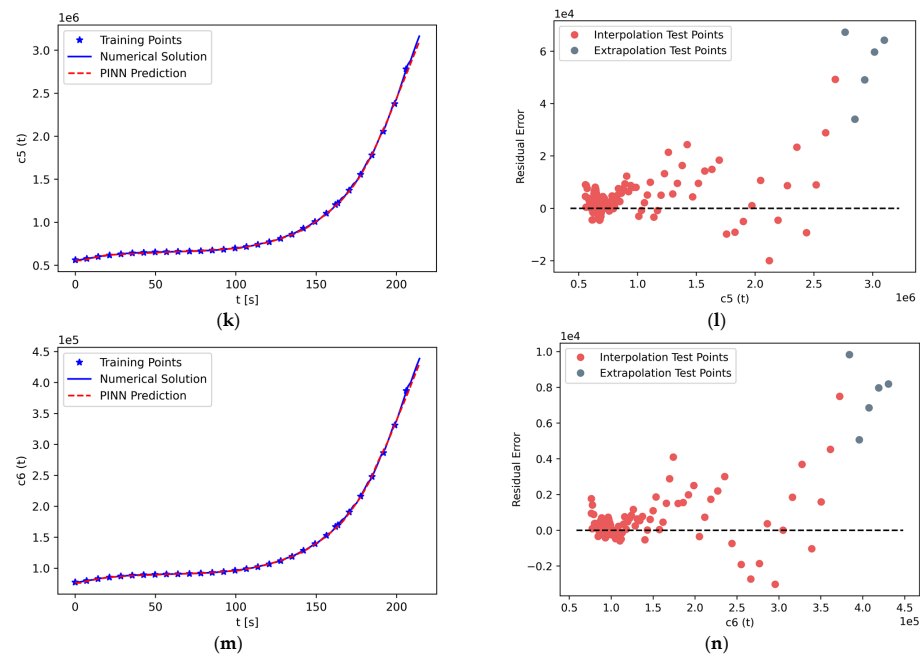 1e6
3.0
2.5
2.0
1.5
1.0
0.5
c5 (t)
Training Points
Numerical Solution
PINN Prediction
0 50 100 150 200
t [s]
(k)
1e4
6
4
2
0
−2
Residual Error
Interpolation Test Points
Extrapolation Test Points
0.5 1.0 1.5 2.0 2.5 3.0
1e6
c5 (t)
(l)
1e5
4.5
4.0
3.5
3.0
2.5
2.0
1.5
1.0
c6 (t)
Training Points
Numerical Solution
PINN Prediction
0 50 100 150 200
t [s]
(m)
1e4
1.0
0.8
0.6
0.4
0.2
0.0
−0.2
Residual Error
Interpolation Test Points
Extrapolation Test Points
0.5 1.0 1.5 2.0 2.5 3.0 3.5 4.0 4.5
1e5
c6 (t)
(n)